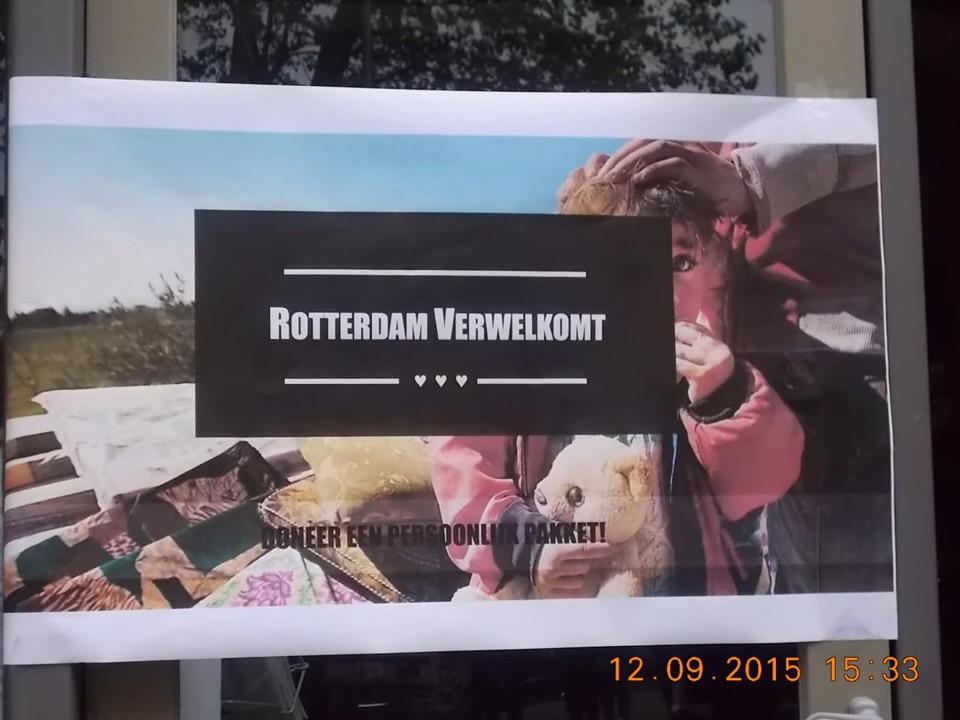 ROTTERDAM VERWELKOMT
♥ ♥ ♥
DONEER EEN PERSOONLIJK PAKKET!
12.09.2015 15:33